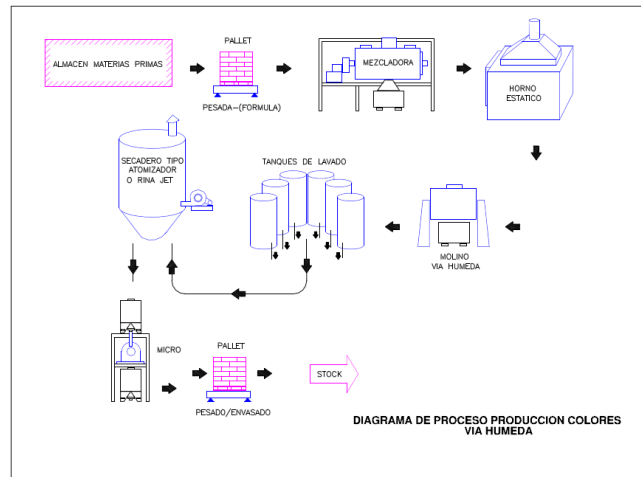 ALMACEN MATERIAS PRIMAS
PALLET
PESADA-(FORMULA)
MEZCLADORA
HORNO
ESTATICO
SECADERO TIPO
ATOMIZADOR
O RINA JET
TANQUES DE LAVADO
MOLINO
VIA HUMEDA
MICRO
PALLET
PESADO/ENVASADO
STOCK
DIAGRAMA DE PROCESO PRODUCCION COLORES
VIA HUMEDA